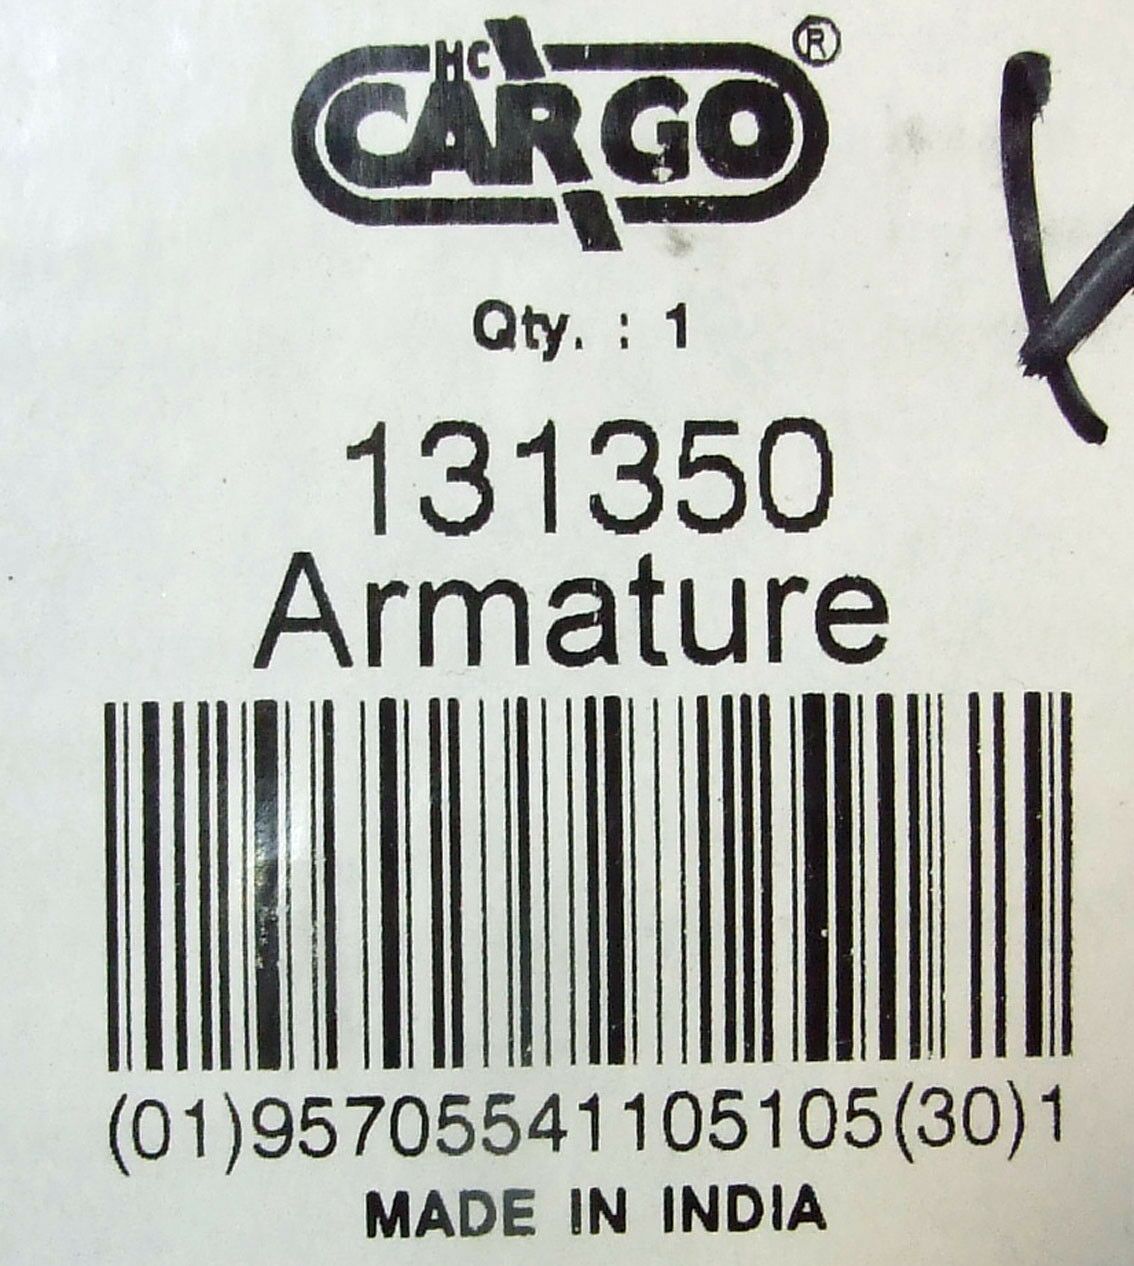 HC
CARGO ®
Qty. : 1
131350
Armature
(01)95705541105105(30)1
MADE IN INDIA